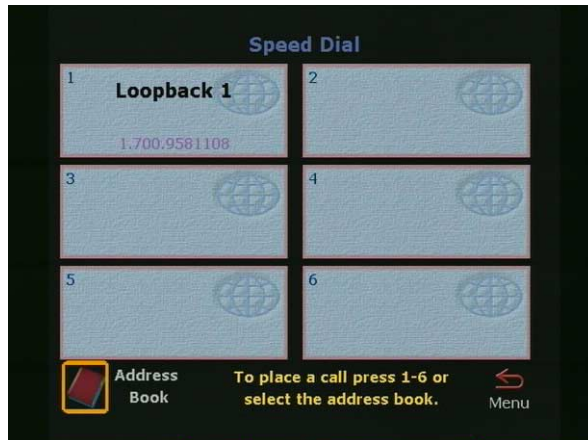 Speed Dial
1
Loopback 1
1.700.9581108
2
3
4
5
6
Address
Book
To place a call press 1-6 or
select the address book.
Menu